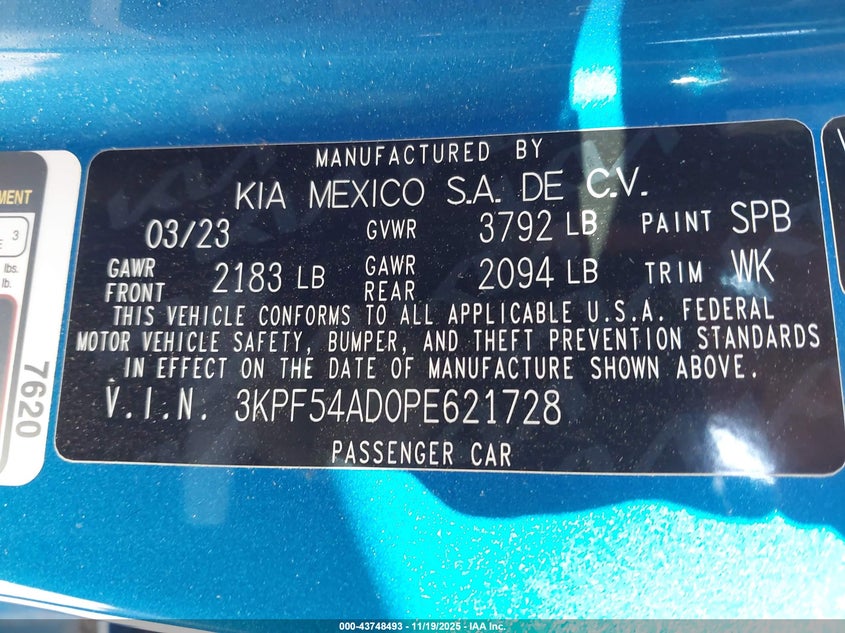 MANUFACTURED BY
KIA MEXICO S.A. DE C.V.
03/23 GVWR 3792 LB PAINT SPB
GAWR FRONT 2183 LB GAWR REAR 2094 LB TRIM WK
THIS VEHICLE CONFORMS TO ALL APPLICABLE U.S.A. FEDERAL
MOTOR VEHICLE SAFETY, BUMPER, AND THEFT PREVENTION STANDARDS
IN EFFECT ON THE DATE OF MANUFACTURE SHOWN ABOVE.
V.I.N. 3KPF54AD0PE621728
PASSENGER CAR
3
lbs.
lb.
7620
000-43748493 - 11/19/2025 - IAA Inc.